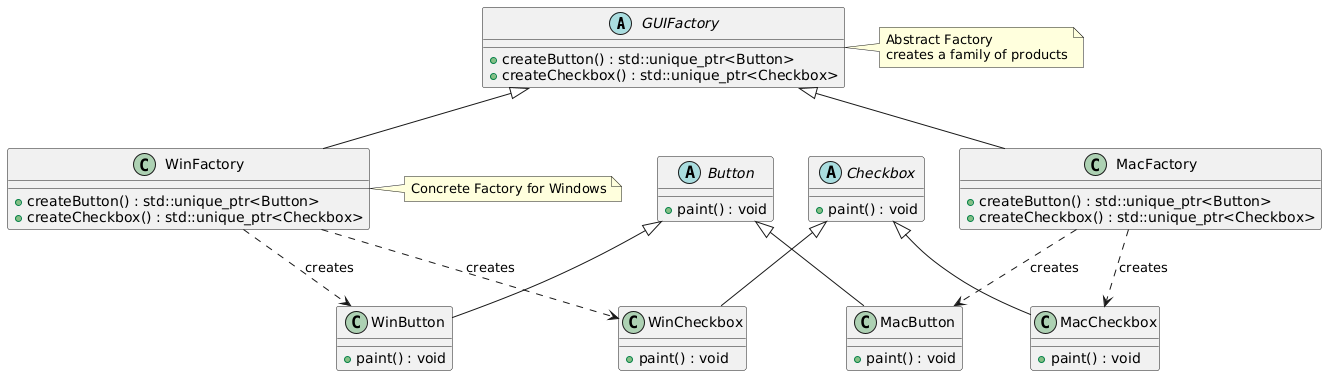 A GUIFactory
createButton() : std::unique_ptr<Button>
createCheckbox() : std::unique_ptr<Checkbox>
Abstract Factory
creates a family of products
C WinFactory
createButton() : std::unique_ptr<Button>
createCheckbox() : std::unique_ptr<Checkbox>
Concrete Factory for Windows
A Button
paint() : void
A Checkbox
paint() : void
C MacFactory
createButton() : std::unique_ptr<Button>
createCheckbox() : std::unique_ptr<Checkbox>
creates
creates
creates
creates
C WinButton
paint() : void
C WinCheckbox
paint() : void
C MacButton
paint() : void
C MacCheckbox
paint() : void